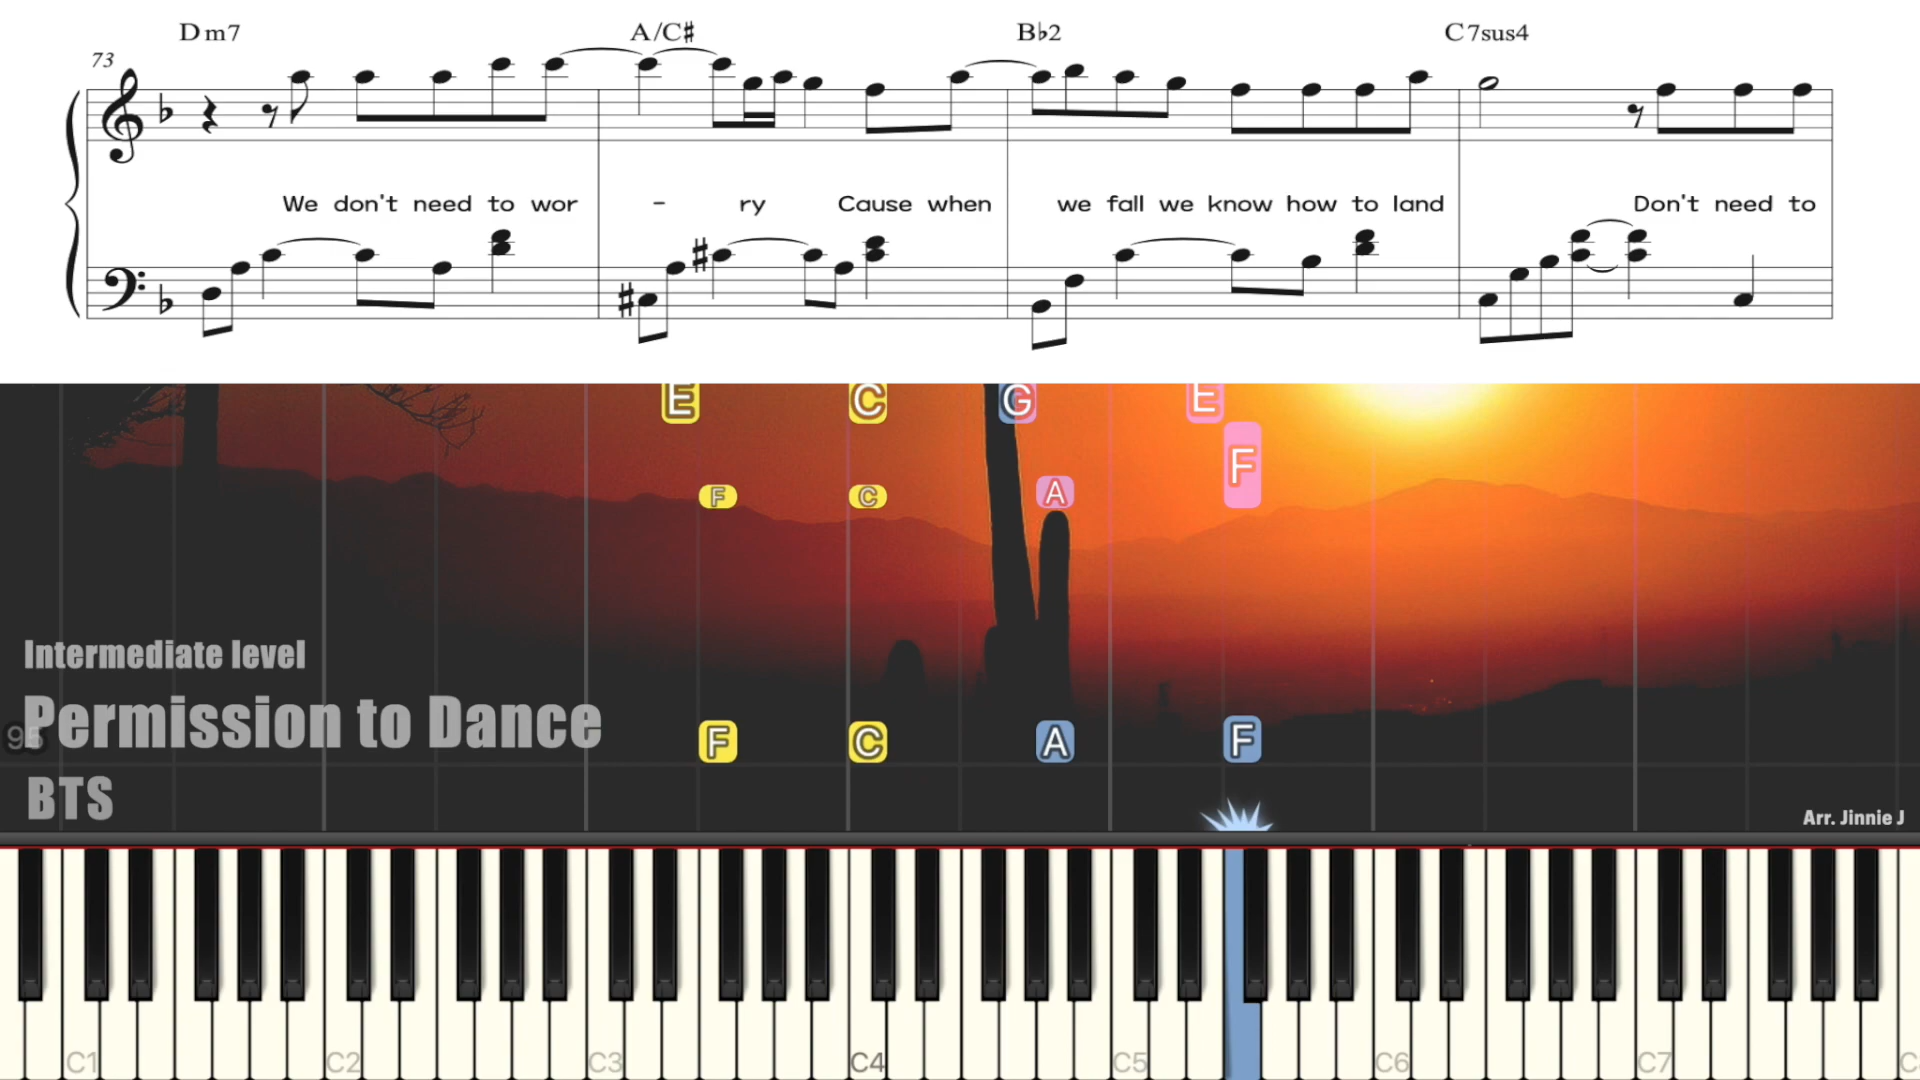 Dm7 A/C♯ B♭2 C7sus4
73
We don't need to wor - ry Cause when we fall we know how to land Don't need to
E C G E
F
F C A
Intermediate level
Permission to Dance
F C A F
BTS
Arr. Jinnie J
C1 C2 C3 C4 C5 C6 C7